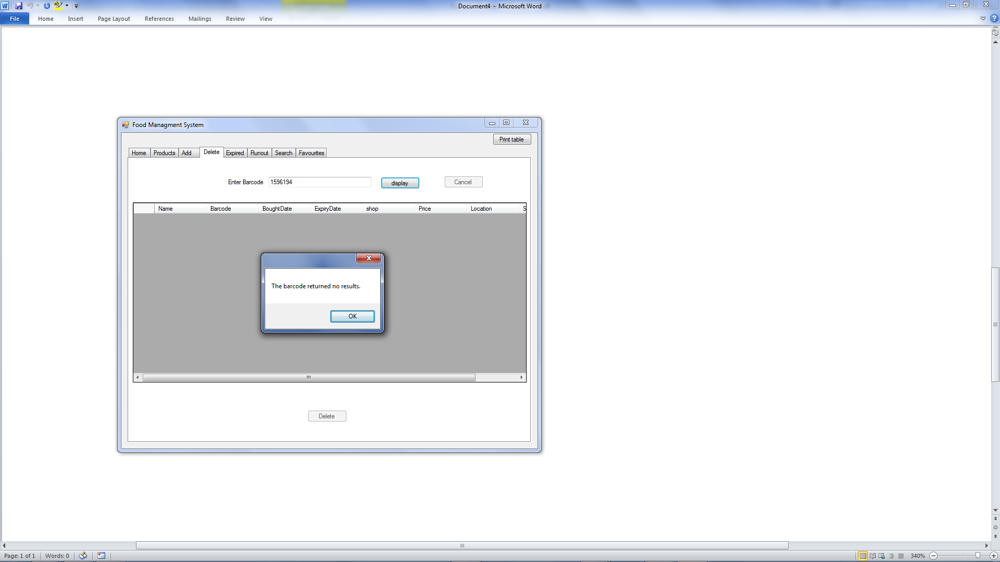 Document4 - Microsoft Word
File Home Insert Page Layout References Mailings Review View
Food Managment System
Print table
Home Products Add Delete Expired Runout Search Favourites
Enter Barcode 1596194 display Cancel
Name Barcode BoughtDate ExpiryDate shop Price Location S
The barcode returned no results.
OK
Delete
Page: 1 of 1 Words: 0 340%